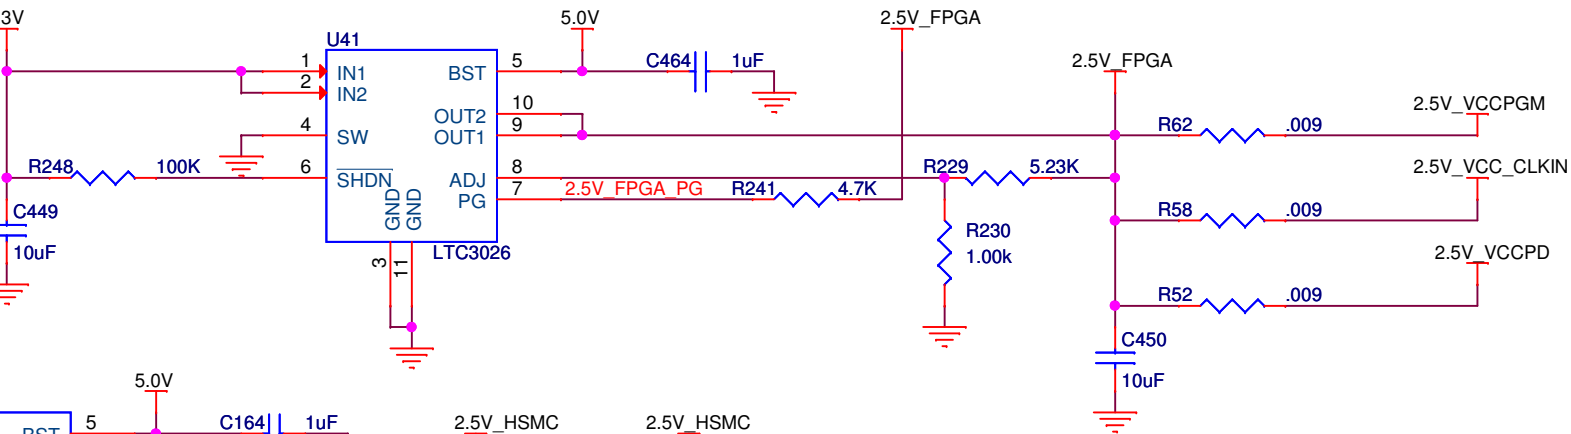 3V
5.0V
2.5V_FPGA
U41
1
IN1
2
IN2
4
SW
6
SHDN
BST
5
OUT2
10
OUT1
9
ADJ
8
PG
7
GND
GND
3
11
LTC3026
C464
1uF
2.5V_FPGA
2.5V_VCCPGM
R62
.009
2.5V_VCC_CLKIN
R248
100K
R229
5.23K
2.5V_FPGA_PG
R241
4.7K
C449
10uF
R230
1.00k
R58
.009
2.5V_VCCPD
R52
.009
C450
10uF
5.0V
BST
5
C164
1uF
2.5V_HSMC
2.5V_HSMC